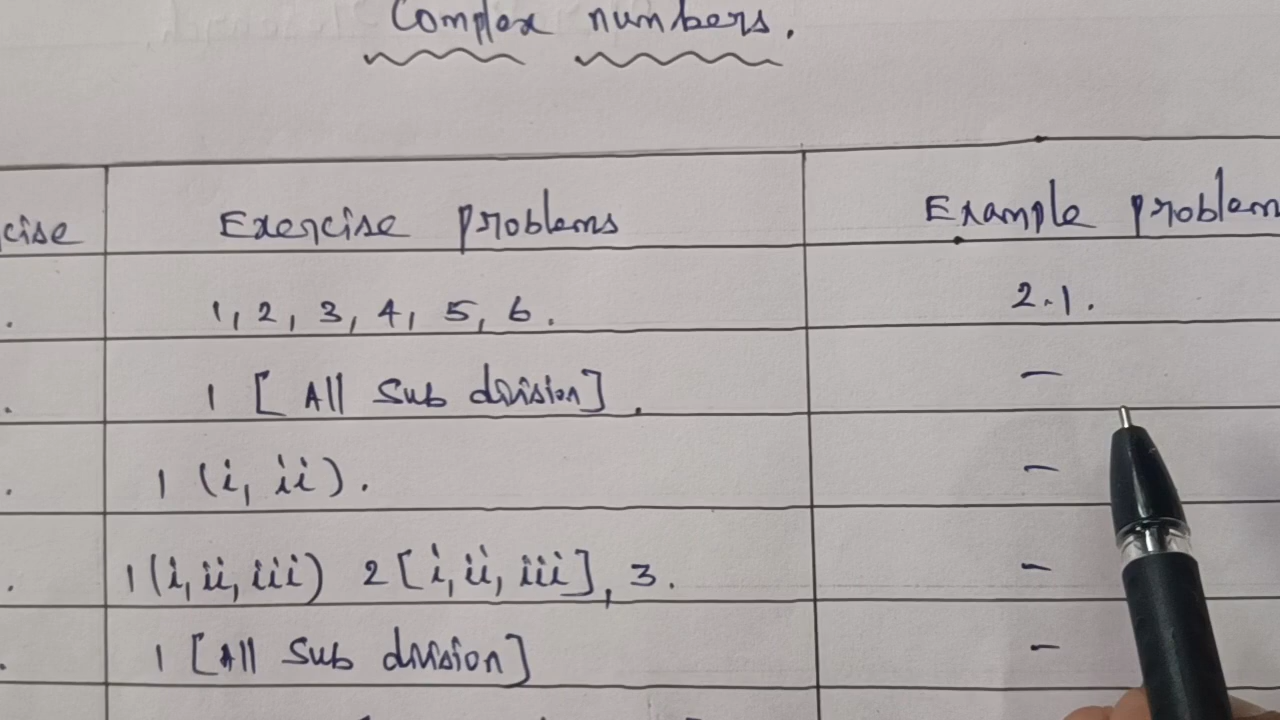 Complex numbers.
cise Exercise problems Example problem
. 1, 2, 3, 4, 5, 6. 2.1.
. 1 [ All Sub division]. –
. 1 (i, ii). –
. 1(i, ii, iii) 2 [i, ii, iii], 3. –
. 1 [All Sub division] –